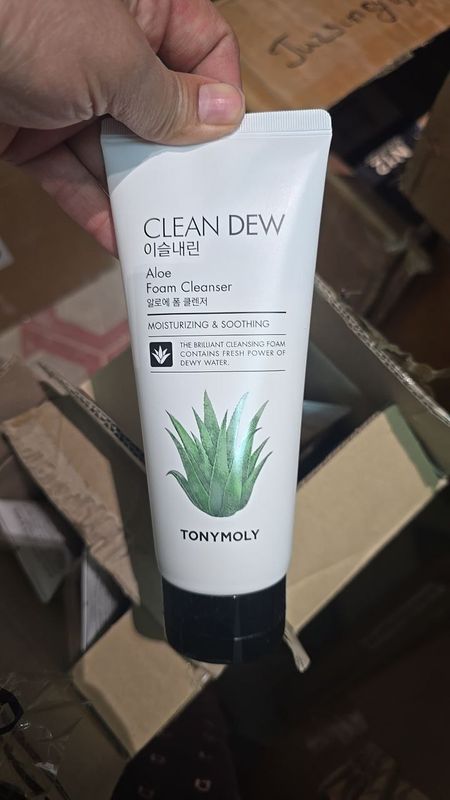 CLEAN DEW
이슬내린
Aloe
Foam Cleanser
알로에 폼 클렌저
MOISTURIZING & SOOTHING
THE BRILLIANT CLEANSING FOAM
CONTAINS FRESH POWER OF
DEWY WATER.
TONYMOLY